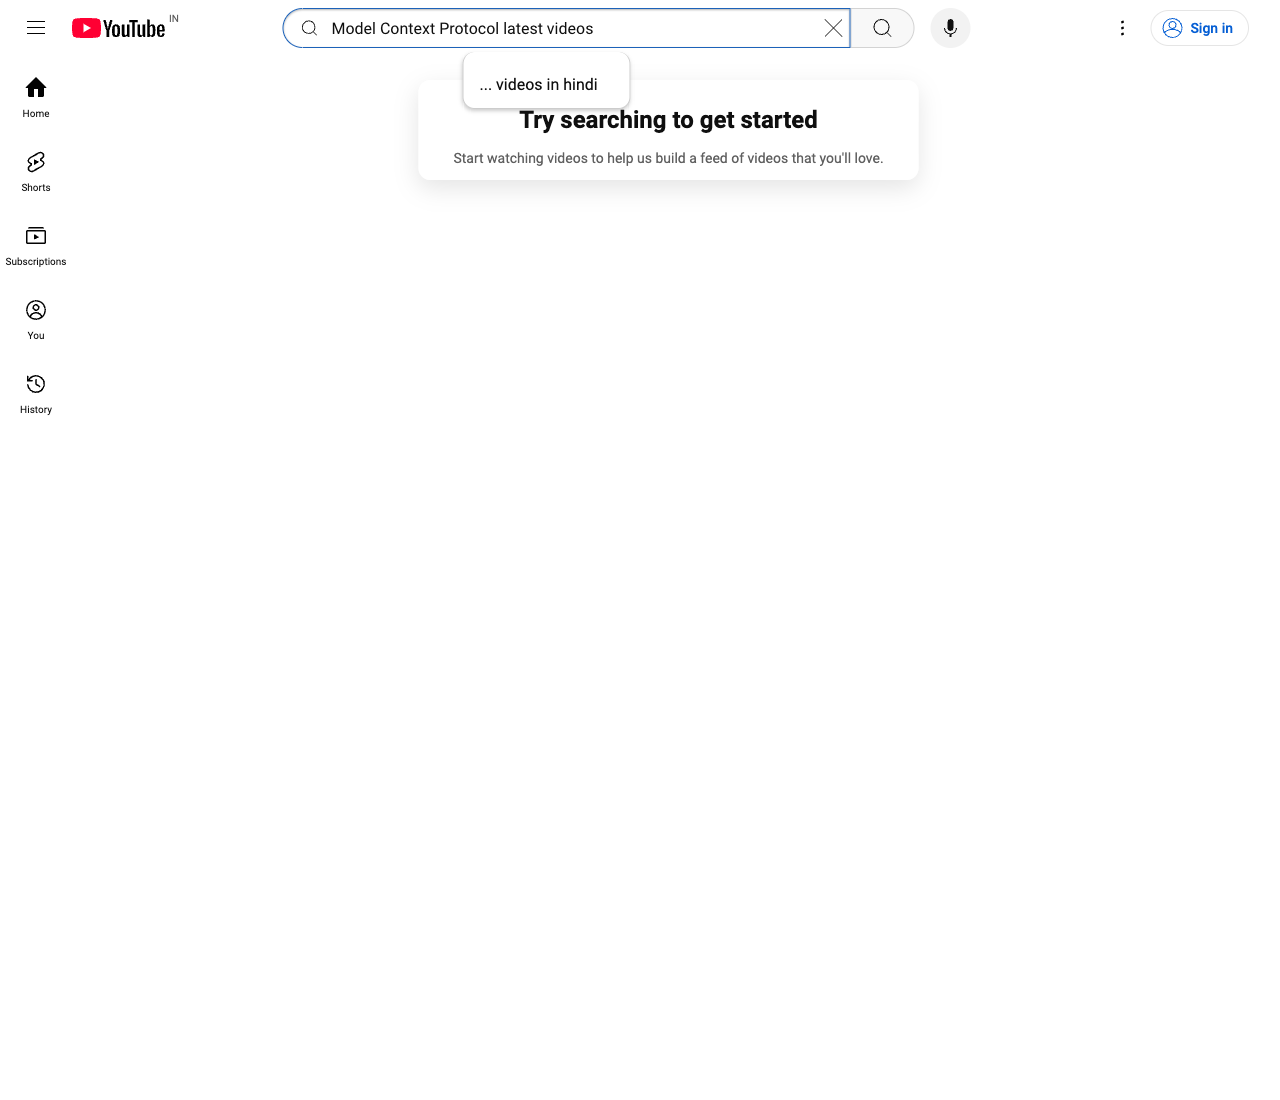 YouTube IN
Model Context Protocol latest videos
Sign in
... videos in hindi
Try searching to get started
Start watching videos to help us build a feed of videos that you'll love.
Home
Shorts
Subscriptions
You
History